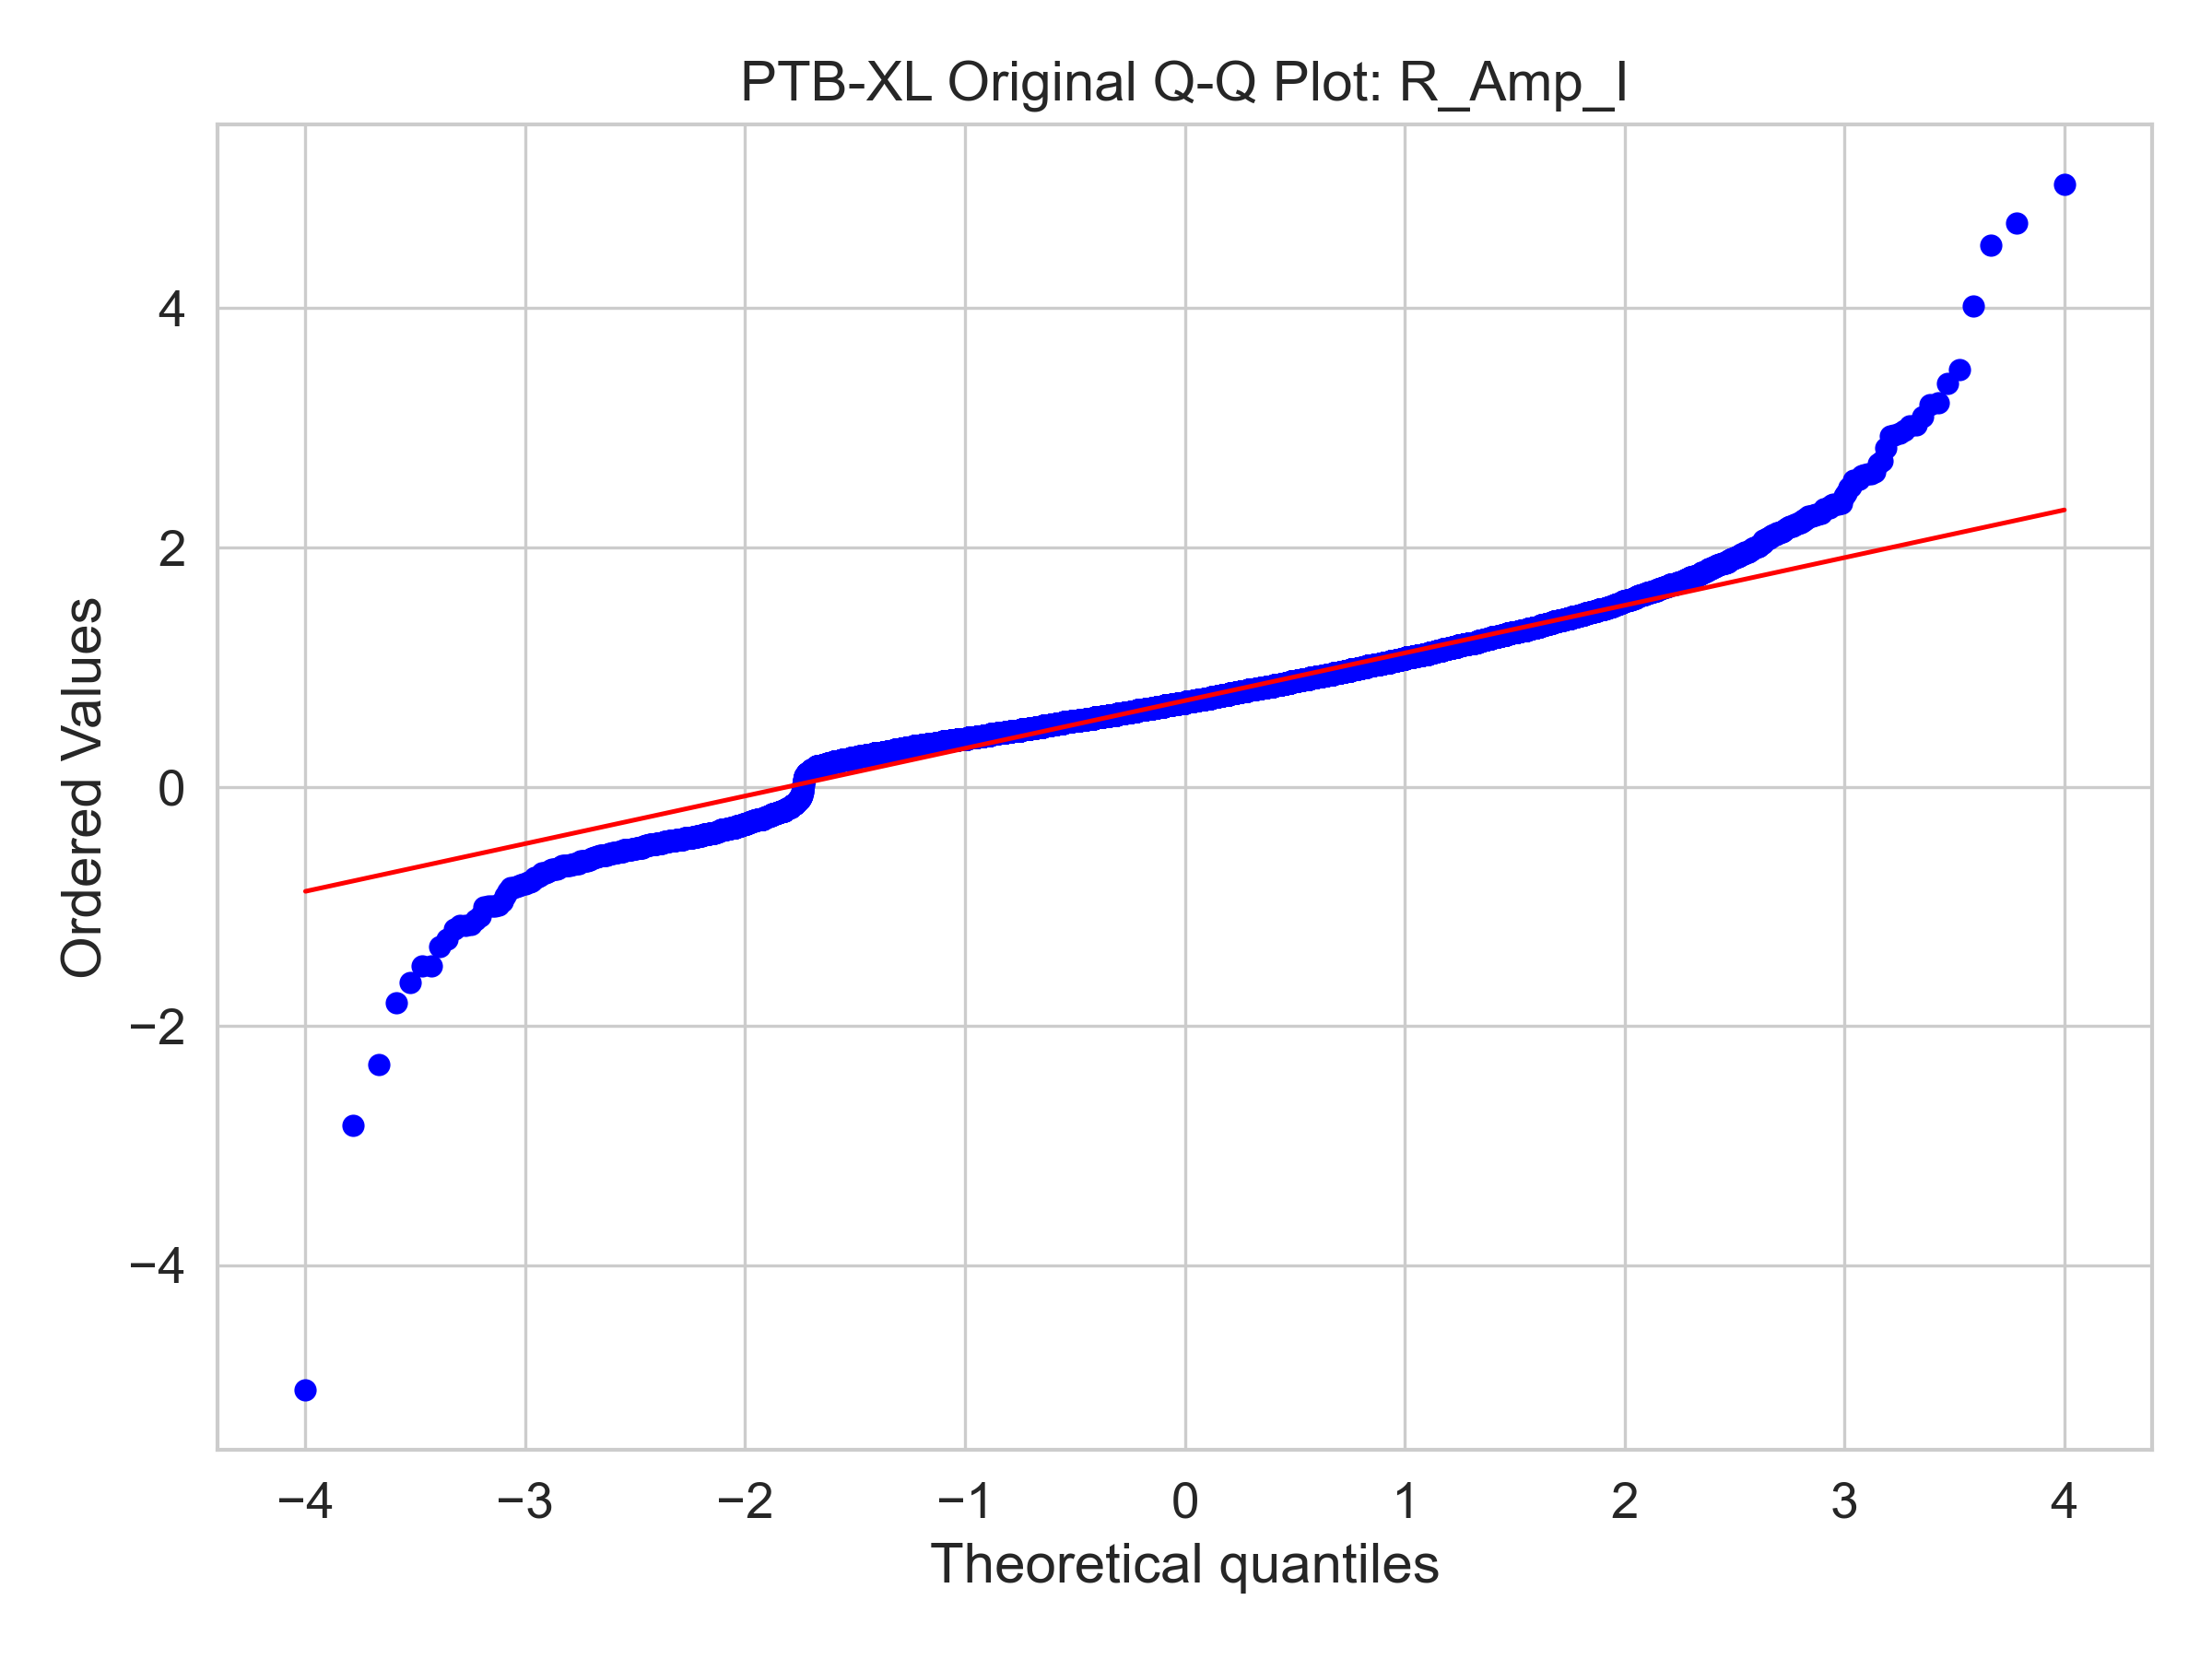 PTB-XL Original Q-Q Plot: R_Amp_I
Ordered Values
4
2
0
−2
−4
−4 −3 −2 −1 0 1 2 3 4
Theoretical quantiles